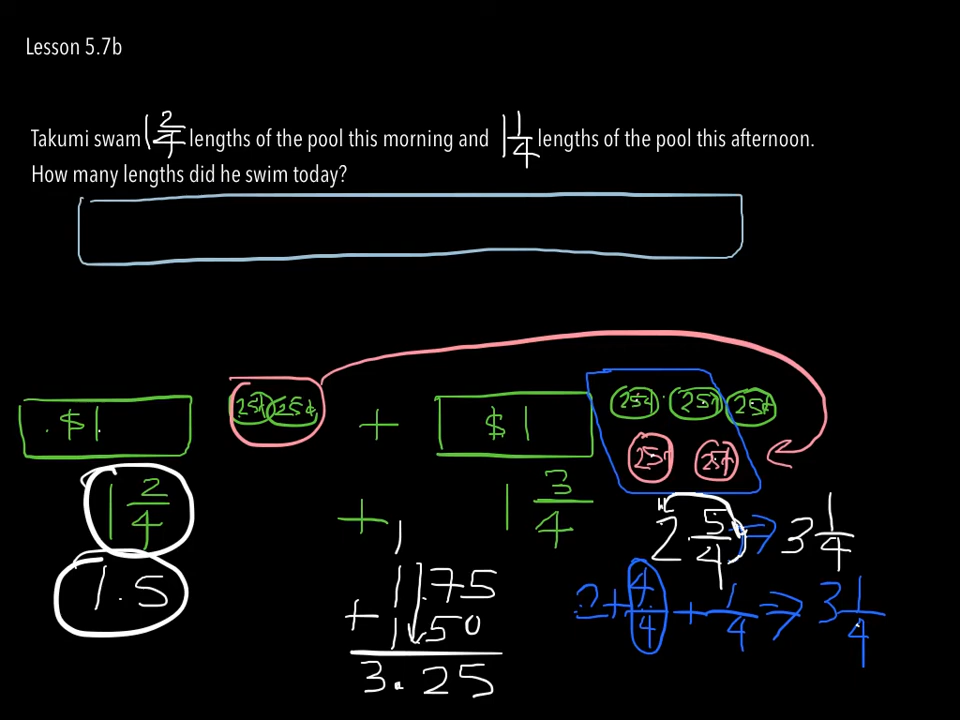 Lesson 5.7b
Takumi swam 1 2/4 lengths of the pool this morning and 1 1/4 lengths of the pool this afternoon.
How many lengths did he swim today?
$1 25¢ 25¢ + $1 25¢ 25¢ 25¢
25¢ 25¢
1 2/4 + 1 3/4
2 5/4 => 3 1/4
1.5
1
1.75
+ 1.50
3.25
2 + 4/4 + 1/4 => 3 1/4